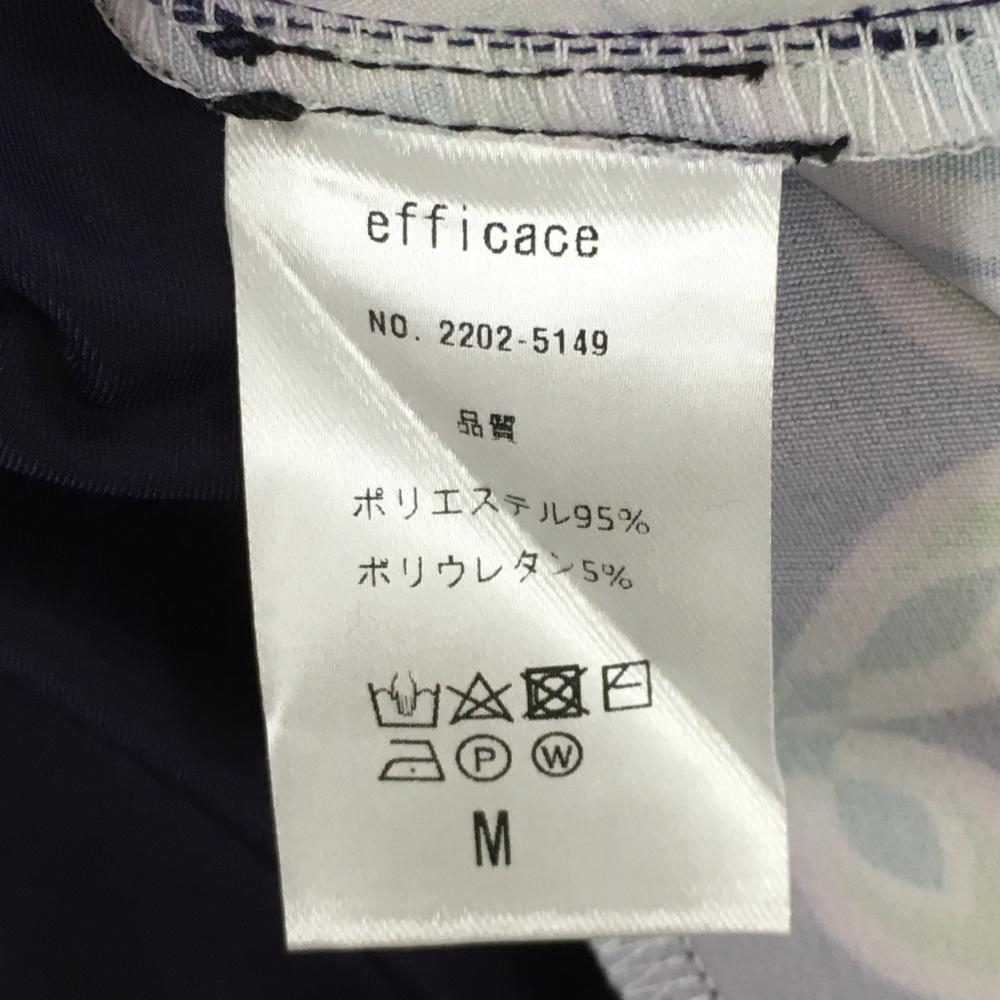 efficace
NO. 2202-5149
品質
ポリエステル95%
ポリウレタン5%
P W
M